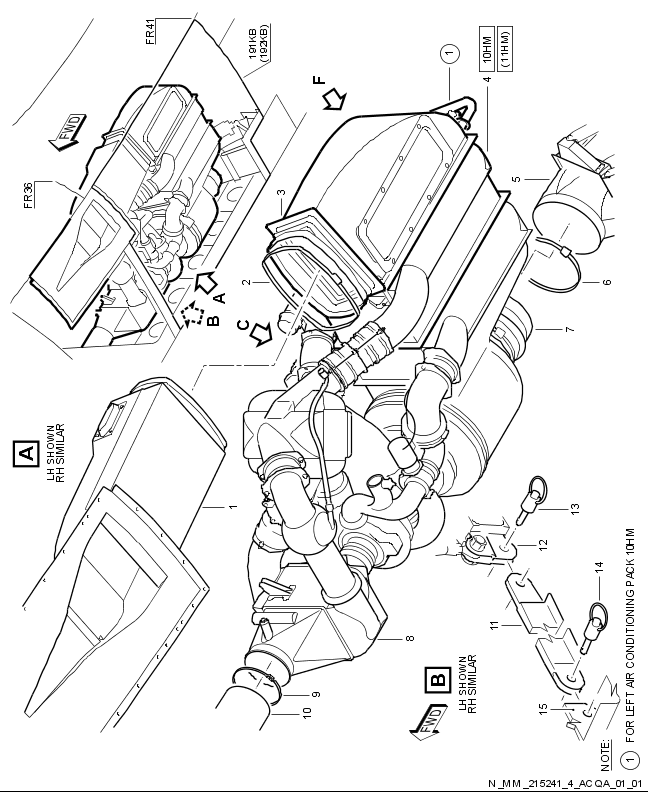 FR41
191KB
(192KB)
FWD
FR36
A
B
F
1
10HM
(11HM)
4
3
2
C
5
6
7
A
LH SHOWN
RH SIMILAR
1
13
12
14
11
15
8
9
10
B
LH SHOWN
RH SIMILAR
FWD
NOTE:
1 FOR LEFT AIR CONDITIONING PACK 10HM
N_MM_215241_4_ACQA_01_01